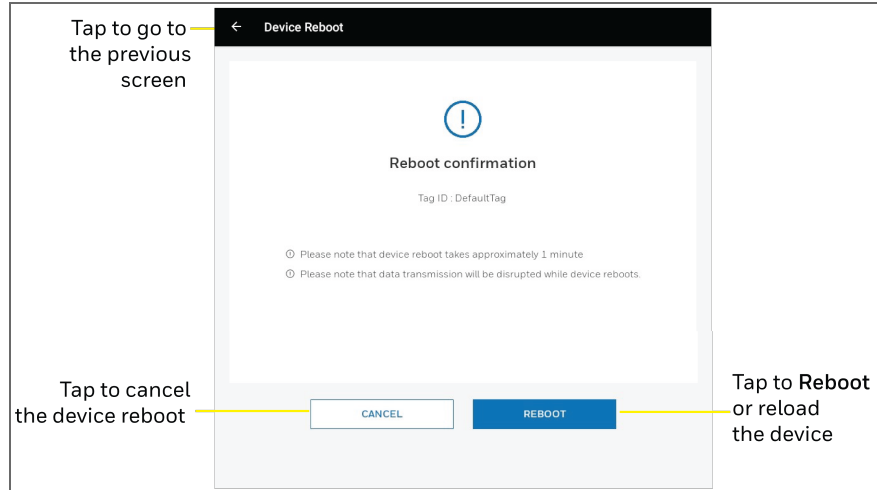 Tap to go to
the previous
screen
Device Reboot
Reboot confirmation
Tag ID : DefaultTag
Please note that device reboot takes approximately 1 minute
Please note that data transmission will be disrupted while device reboots.
Tap to cancel
the device reboot
CANCEL
REBOOT
Tap to Reboot
or reload
the device